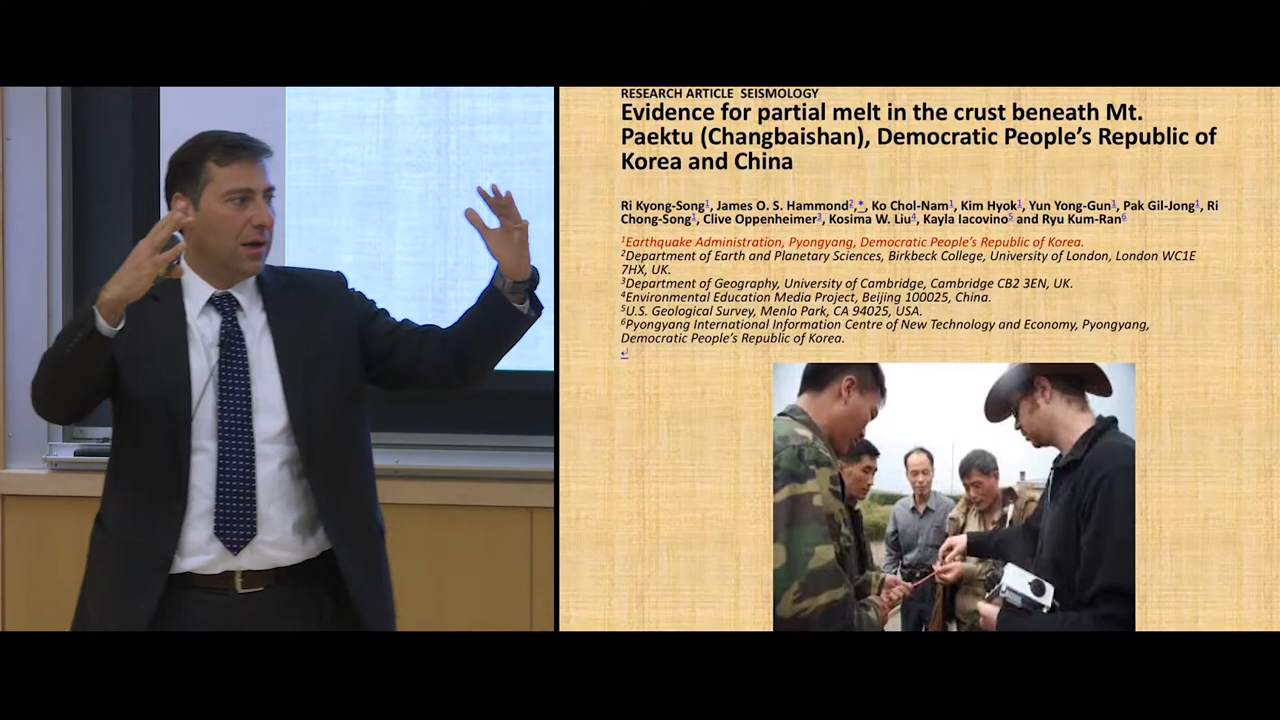 RESEARCH ARTICLE  SEISMOLOGY
Evidence for partial melt in the crust beneath Mt.
Paektu (Changbaishan), Democratic People’s Republic of
Korea and China
Ri Kyong-Song1, James O. S. Hammond2,*, Ko Chol-Nam1, Kim Hyok1, Yun Yong-Gun1, Pak Gil-Jong1, Ri
Chong-Song1, Clive Oppenheimer3, Kosima W. Liu4, Kayla Iacovino5 and Ryu Kum-Ran6
1Earthquake Administration, Pyongyang, Democratic People’s Republic of Korea.
2Department of Earth and Planetary Sciences, Birkbeck College, University of London, London WC1E
7HX, UK.
3Department of Geography, University of Cambridge, Cambridge CB2 3EN, UK.
4Environmental Education Media Project, Beijing 100025, China.
5U.S. Geological Survey, Menlo Park, CA 94025, USA.
6Pyongyang International Information Centre of New Technology and Economy, Pyongyang,
Democratic People’s Republic of Korea.
↲